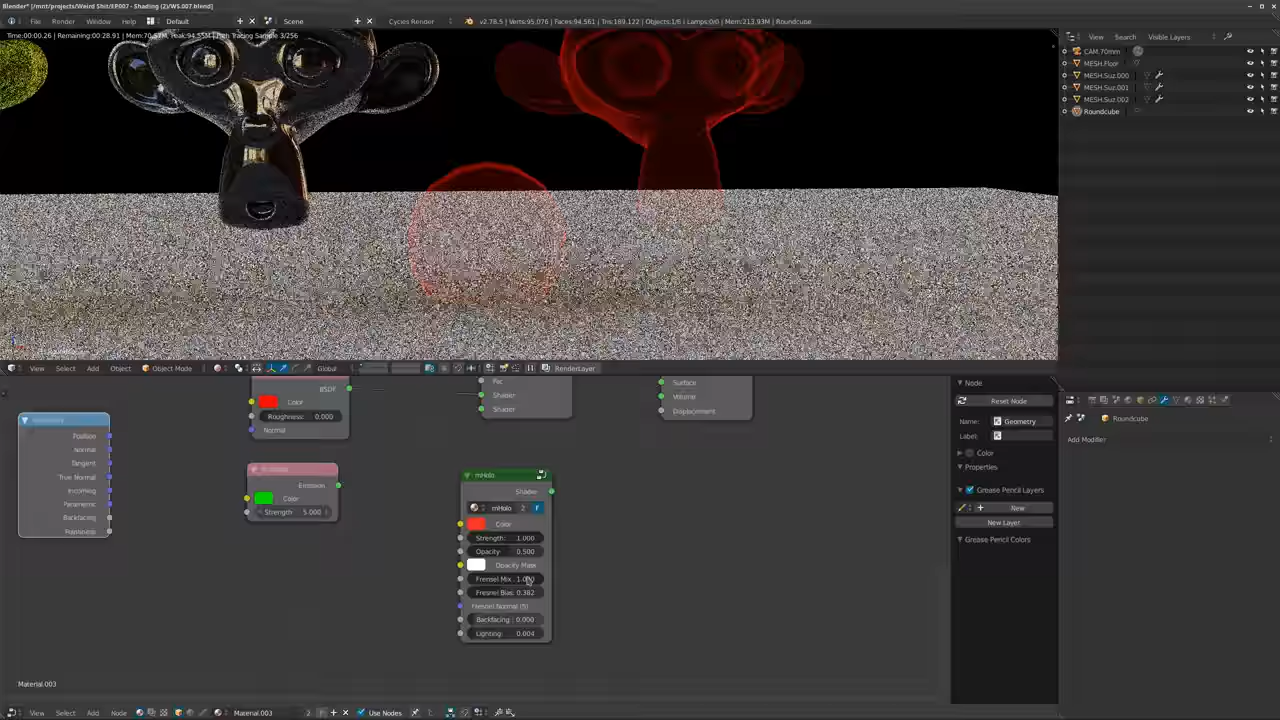 Blender* [/mnt/projects/Weird Shit/EP007 - Shading (2)/WS.007.blend]
File Render Window Help Default Scene Cycles Render v2.78.5 | Verts:95,076 | Faces:94,561 | Tris:189,122 | Objects:1/6 | Lamps:0/0 | Mem:213.93M | Roundcube
View Search Visible Layers
CAM.70mm
MESH.Floor
MESH.Suz.000
MESH.Suz.001
MESH.Suz.002
Roundcube
View Select Add Object Object Mode Global RenderLayer
BSDF
Color
Roughness: 0.000
Normal
Fac
Shader
Shader
Surface
Volume
Displacement
Position
Normal
Tangent
True Normal
Incoming
Parametric
Backfacing
Pointiness
Emission
Color
Strength: 5.000
mHolo
Shader
mHolo 2 F
Color
Strength: 1.000
Opacity: 0.500
Opacity Mask
Fresnel Bias: 0.382
Fresnel Normal (S)
Backfacing: 0.000
Lighting: 0.004
Material.003
Node
Reset Node
Name: Geometry
Label:
Color
Properties
Grease Pencil Layers
New
New Layer
Grease Pencil Colors
Roundcube
Add Modifier
View Select Add Node Material.003 2 F Use Nodes